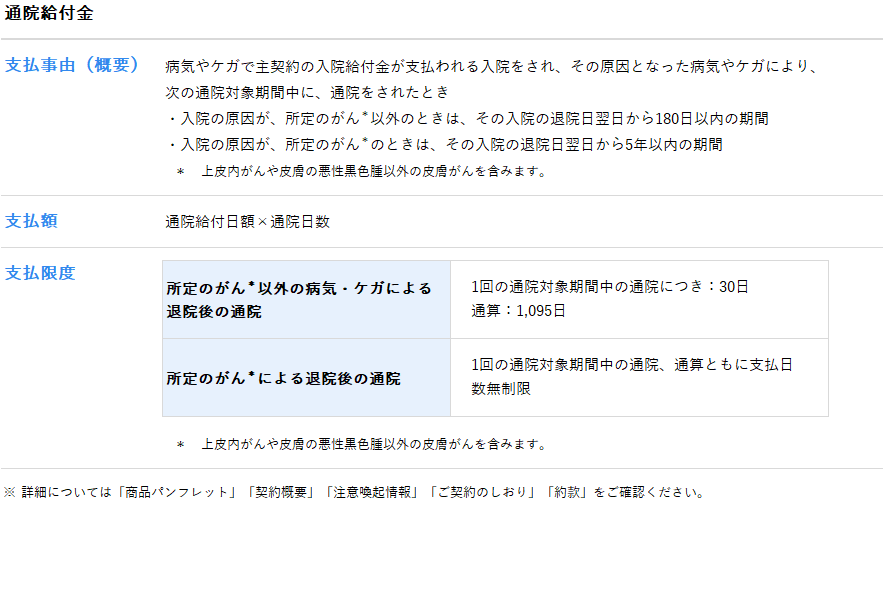 通院給付金
支払事由（概要）
病気やケガで主契約の入院給付金が支払われる入院をされ、その原因となった病気やケガにより、
次の通院対象期間中に、通院をされたとき
・入院の原因が、所定のがん*以外のときは、その入院の退院日翌日から180日以内の期間
・入院の原因が、所定のがん*のときは、その入院の退院日翌日から5年以内の期間
* 上皮内がんや皮膚の悪性黒色腫以外の皮膚がんを含みます。
支払額
通院給付日額×通院日数
支払限度
所定のがん*以外の病気・ケガによる
退院後の通院
1回の通院対象期間中の通院につき：30日
通算：1,095日
所定のがん*による退院後の通院
1回の通院対象期間中の通院、通算ともに支払日
数無制限
* 上皮内がんや皮膚の悪性黒色腫以外の皮膚がんを含みます。
※ 詳細については「商品パンフレット」「契約概要」「注意喚起情報」「ご契約のしおり」「約款」をご確認ください。